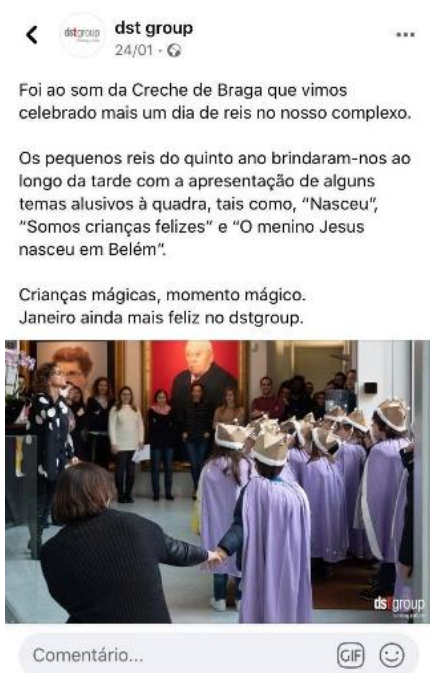 dstgroup
dst group
24/01
Foi ao som da Creche de Braga que vimos
celebrado mais um dia de reis no nosso complexo.
Os pequenos reis do quinto ano brindaram-nos ao
longo da tarde com a apresentação de alguns
temas alusivos à quadra, tais como, “Nasceu”,
“Somos crianças felizes” e “O menino Jesus
nasceu em Belém”.
Crianças mágicas, momento mágico.
Janeiro ainda mais feliz no dstgroup.
dstgroup
Comentário...
GIF